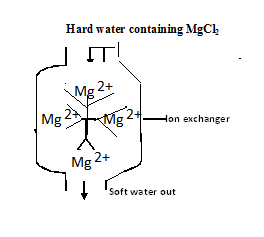 Hard water containing MgCl₂
Mg 2+
Mg 2+ Mg 2+
Ion exchanger
Mg 2+
Soft water out